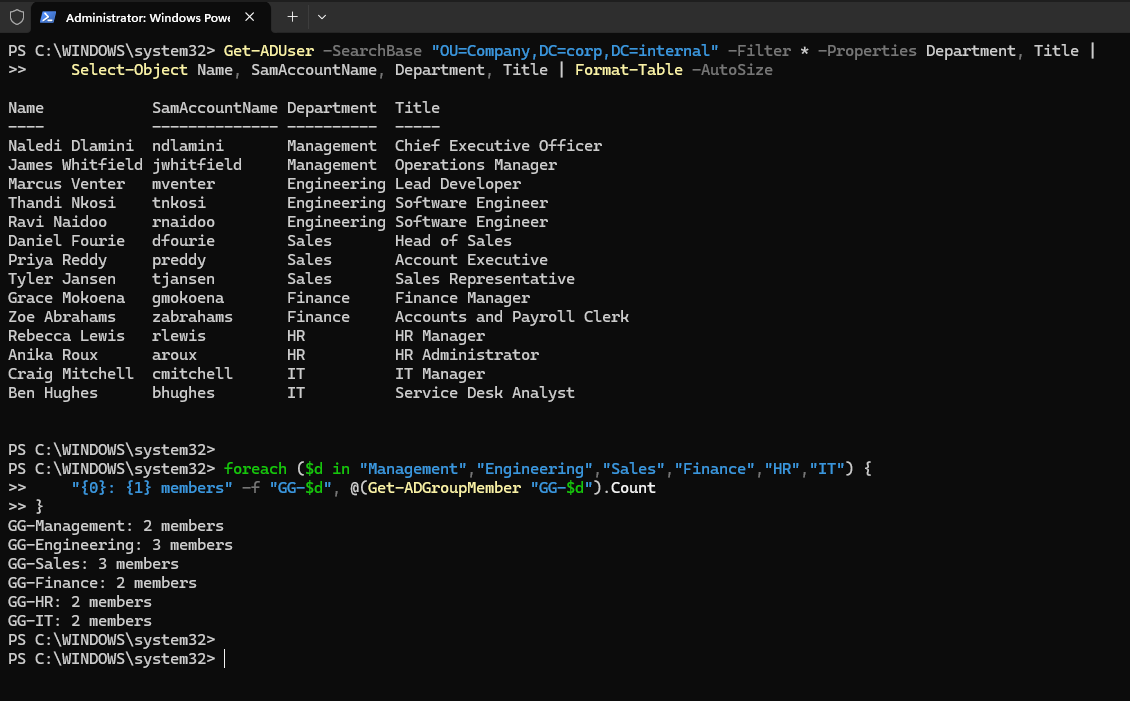 Administrator: Windows Powe
PS C:\WINDOWS\system32> Get-ADUser -SearchBase "OU=Company,DC=corp,DC=internal" -Filter * -Properties Department, Title |
>>     Select-Object Name, SamAccountName, Department, Title | Format-Table -AutoSize
Name            SamAccountName Department  Title
----            -------------- ----------  -----
Naledi Dlamini  ndlamini       Management  Chief Executive Officer
James Whitfield jwhitfield     Management  Operations Manager
Marcus Venter   mventer        Engineering Lead Developer
Thandi Nkosi    tnkosi         Engineering Software Engineer
Ravi Naidoo     rnaidoo        Engineering Software Engineer
Daniel Fourie   dfourie        Sales       Head of Sales
Priya Reddy     preddy         Sales       Account Executive
Tyler Jansen    tjansen        Sales       Sales Representative
Grace Mokoena   gmokoena       Finance     Finance Manager
Zoe Abrahams    zabrahams      Finance     Accounts and Payroll Clerk
Rebecca Lewis   rlewis         HR          HR Manager
Anika Roux      aroux          HR          HR Administrator
Craig Mitchell  cmitchell      IT          IT Manager
Ben Hughes      bhughes        IT          Service Desk Analyst
PS C:\WINDOWS\system32>
PS C:\WINDOWS\system32> foreach ($d in "Management","Engineering","Sales","Finance","HR","IT") {
>>     "{0}: {1} members" -f "GG-$d", @(Get-ADGroupMember "GG-$d").Count
>> }
GG-Management: 2 members
GG-Engineering: 3 members
GG-Sales: 3 members
GG-Finance: 2 members
GG-HR: 2 members
GG-IT: 2 members
PS C:\WINDOWS\system32>
PS C:\WINDOWS\system32>